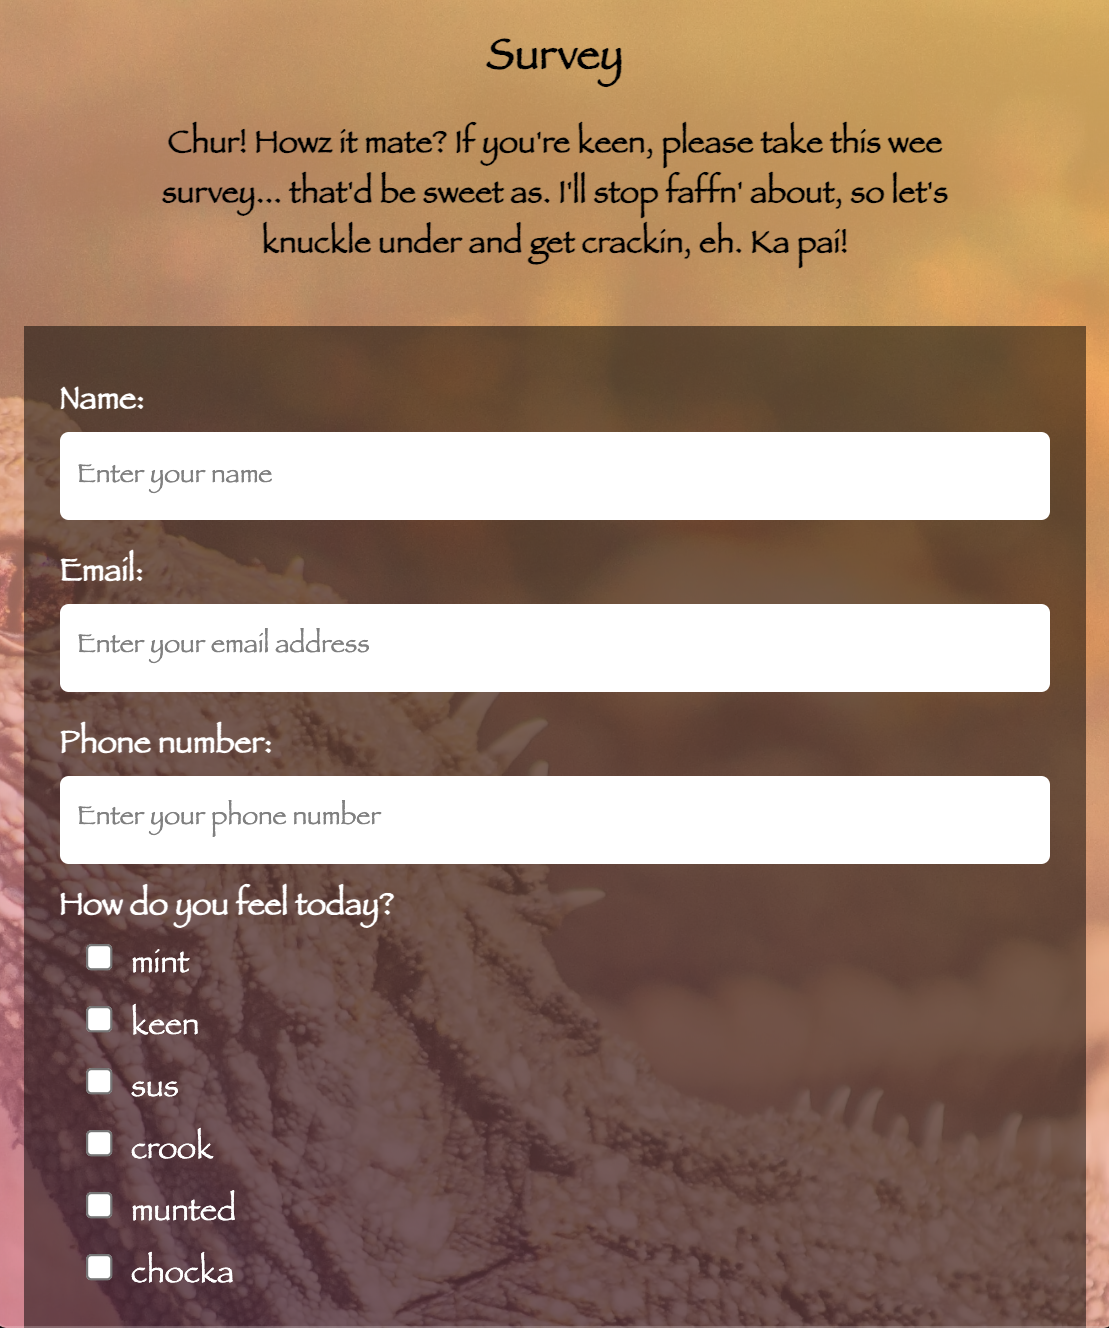 Survey
Chur! Howz it mate? If you're keen, please take this wee
survey... that'd be sweet as. I'll stop faffn' about, so let's
knuckle under and get crackin, eh. Ka pai!
Name:
Enter your name
Email:
Enter your email address
Phone number:
Enter your phone number
How do you feel today?
mint
keen
sus
crook
munted
chocka